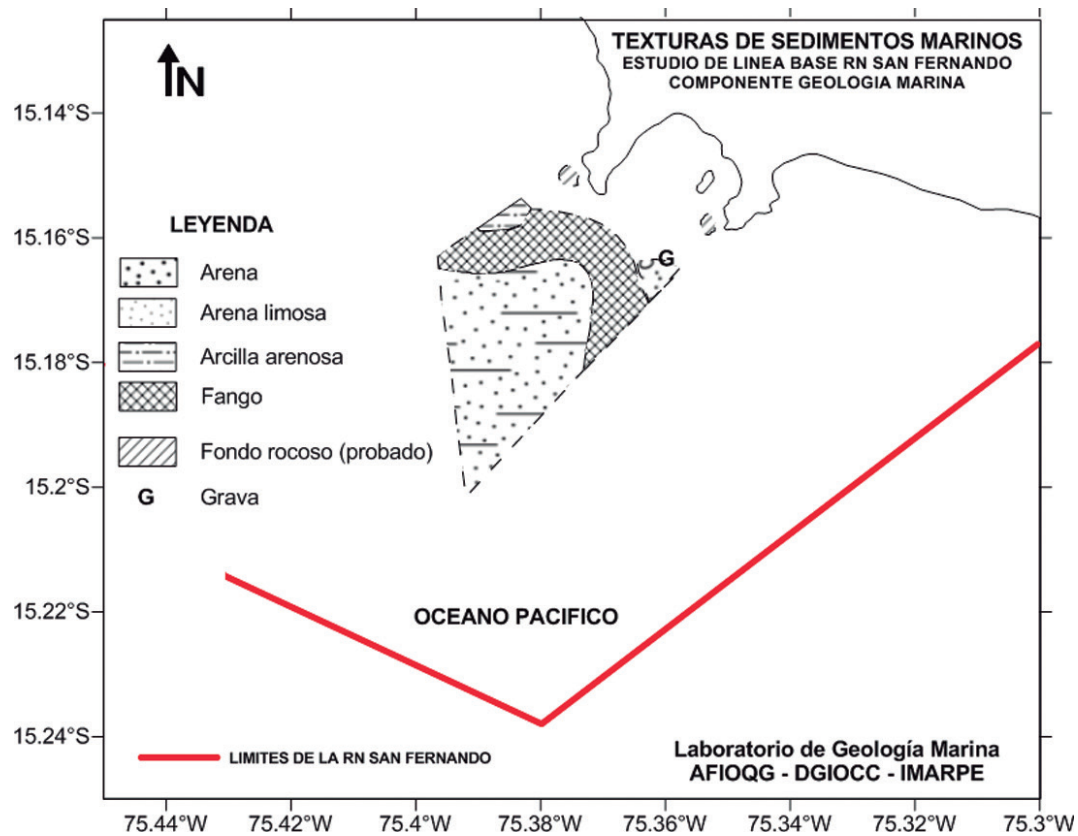 TEXTURAS DE SEDIMENTOS MARINOS
ESTUDIO DE LINEA BASE RN SAN FERNANDO
COMPONENTE GEOLOGIA MARINA
N
15.14°S
15.16°S
15.18°S
15.2°S
15.22°S
15.24°S
LEYENDA
Arena
Arena limosa
Arcilla arenosa
Fango
Fondo rocoso (probado)
G Grava
G
OCEANO PACIFICO
LIMITES DE LA RN SAN FERNANDO
Laboratorio de Geología Marina
AFIOQG - DGIOCC - IMARPE
75.44°W 75.42°W 75.4°W 75.38°W 75.36°W 75.34°W 75.32°W 75.3°W